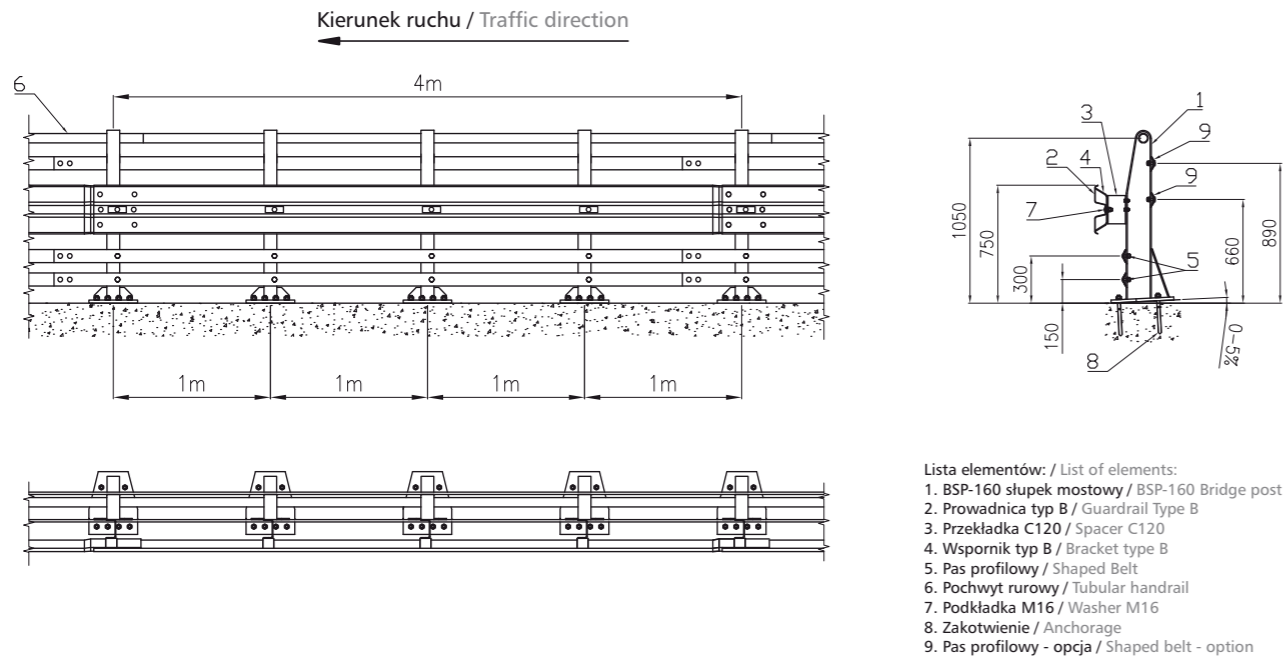 Kierunek ruchu / Traffic direction
6
4m
1m
1m
1m
1m
1
3
9
4
2
9
7
5
8
1050
750
300
150
660
890
0-5%
Lista elementów: / List of elements:
1. BSP-160 słupek mostowy / BSP-160 Bridge post
2. Prowadnica typ B / Guardrail Type B
3. Przekładka C120 / Spacer C120
4. Wspornik typ B / Bracket type B
5. Pas profilowy / Shaped Belt
6. Pochwyt rurowy / Tubular handrail
7. Podkładka M16 / Washer M16
8. Zakotwienie / Anchorage
9. Pas profilowy - opcja / Shaped belt - option